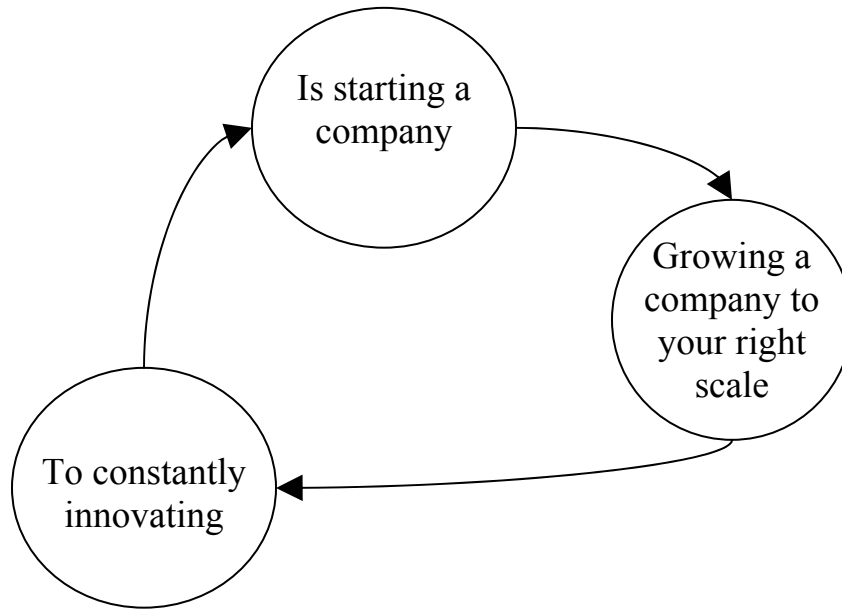 Is starting a
company
Growing a
company to
your right
scale
To constantly
innovating